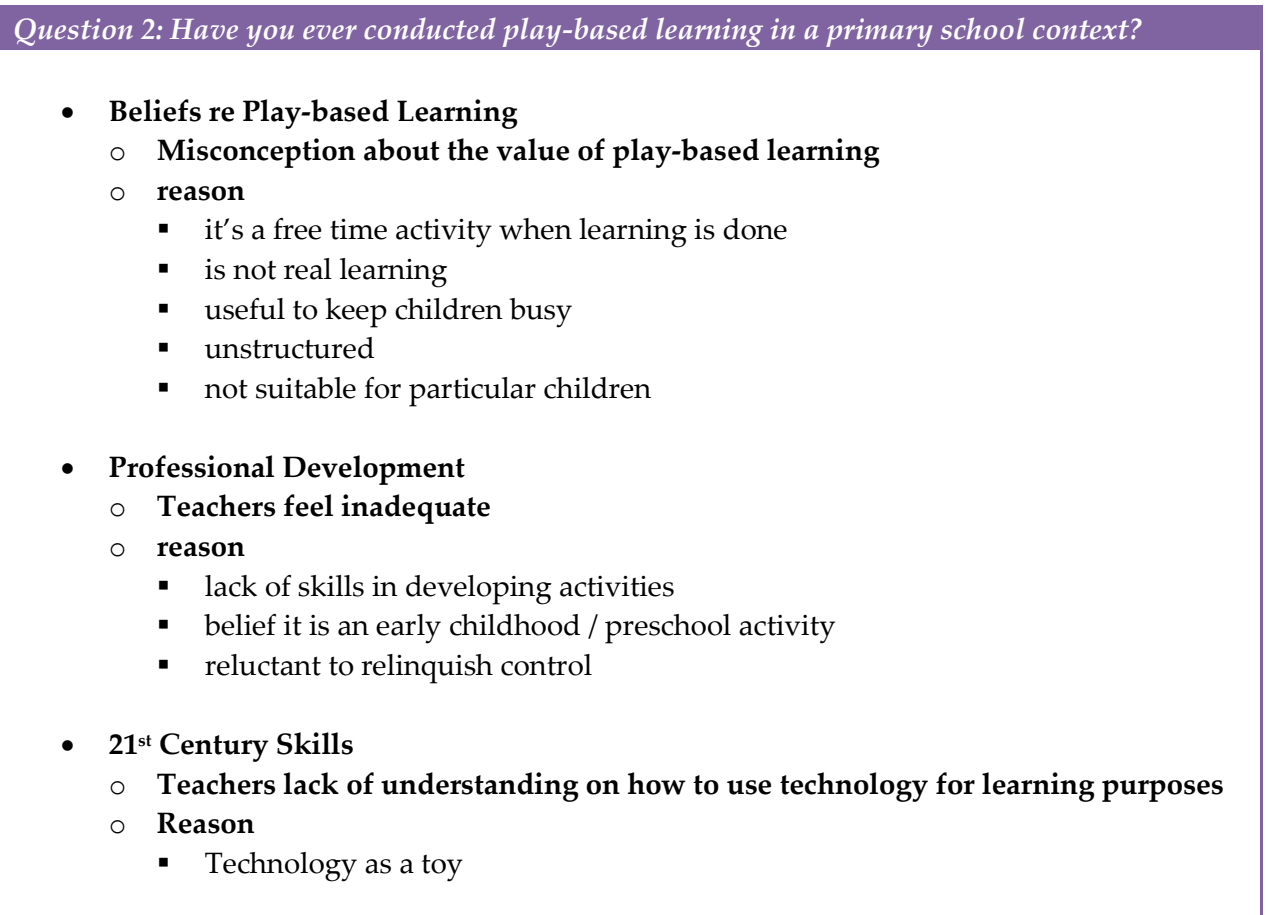 Question 2: Have you ever conducted play-based learning in a primary school context?
• Beliefs re Play-based Learning
o Misconception about the value of play-based learning
o reason
▪ it’s a free time activity when learning is done
▪ is not real learning
▪ useful to keep children busy
▪ unstructured
▪ not suitable for particular children
• Professional Development
o Teachers feel inadequate
o reason
▪ lack of skills in developing activities
▪ belief it is an early childhood / preschool activity
▪ reluctant to relinquish control
• 21st Century Skills
o Teachers lack of understanding on how to use technology for learning purposes
o Reason
▪ Technology as a toy